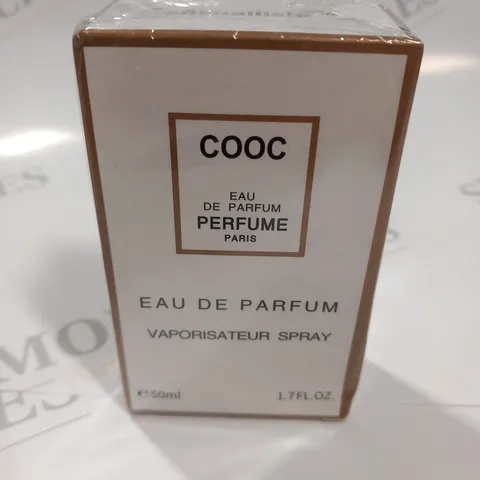 COOC
EAU
DE PARFUM
PERFUME
PARIS
EAU DE PARFUM
VAPORISATEUR SPRAY
℮50ml 1.7FL.OZ.